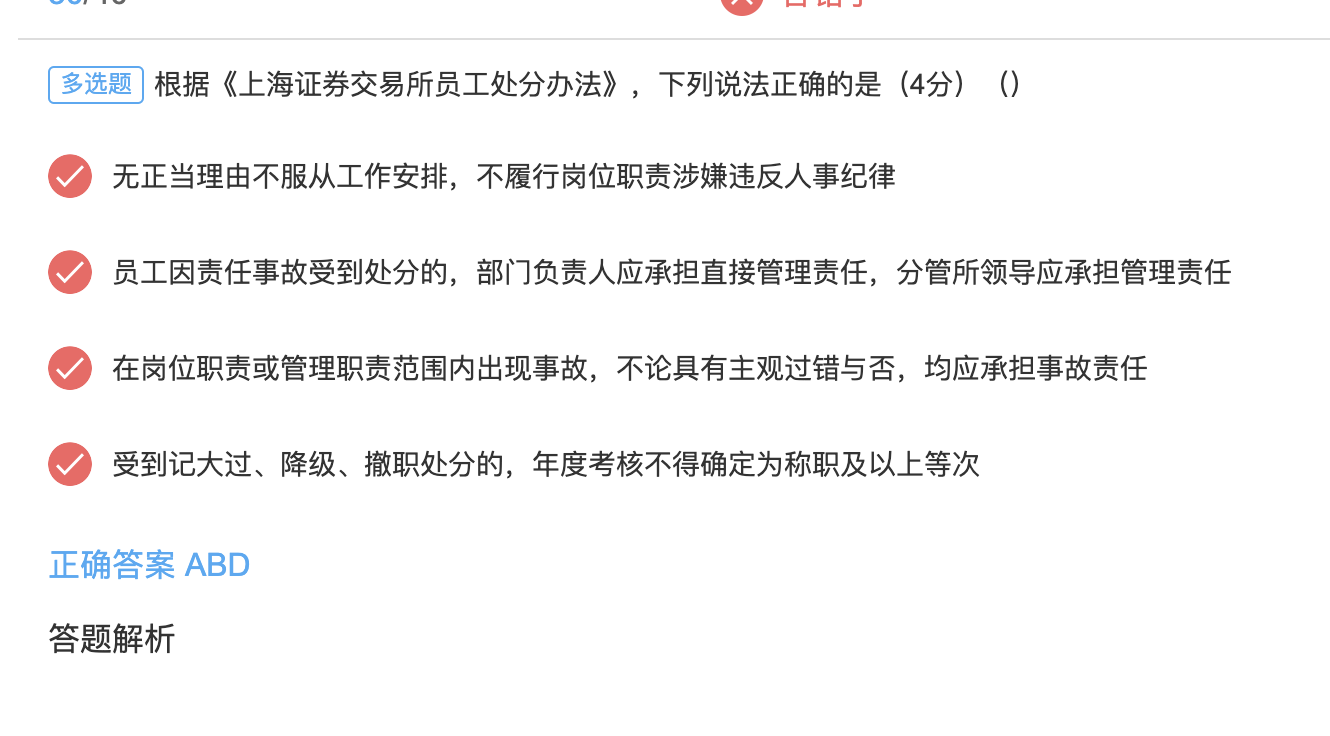 多选题 根据《上海证券交易所员工处分办法》，下列说法正确的是（4分）（）
无正当理由不服从工作安排，不履行岗位职责涉嫌违反人事纪律
员工因责任事故受到处分的，部门负责人应承担直接管理责任，分管所领导应承担管理责任
在岗位职责或管理职责范围内出现事故，不论具有主观过错与否，均应承担事故责任
受到记大过、降级、撤职处分的，年度考核不得确定为称职及以上等次
正确答案 ABD
答题解析